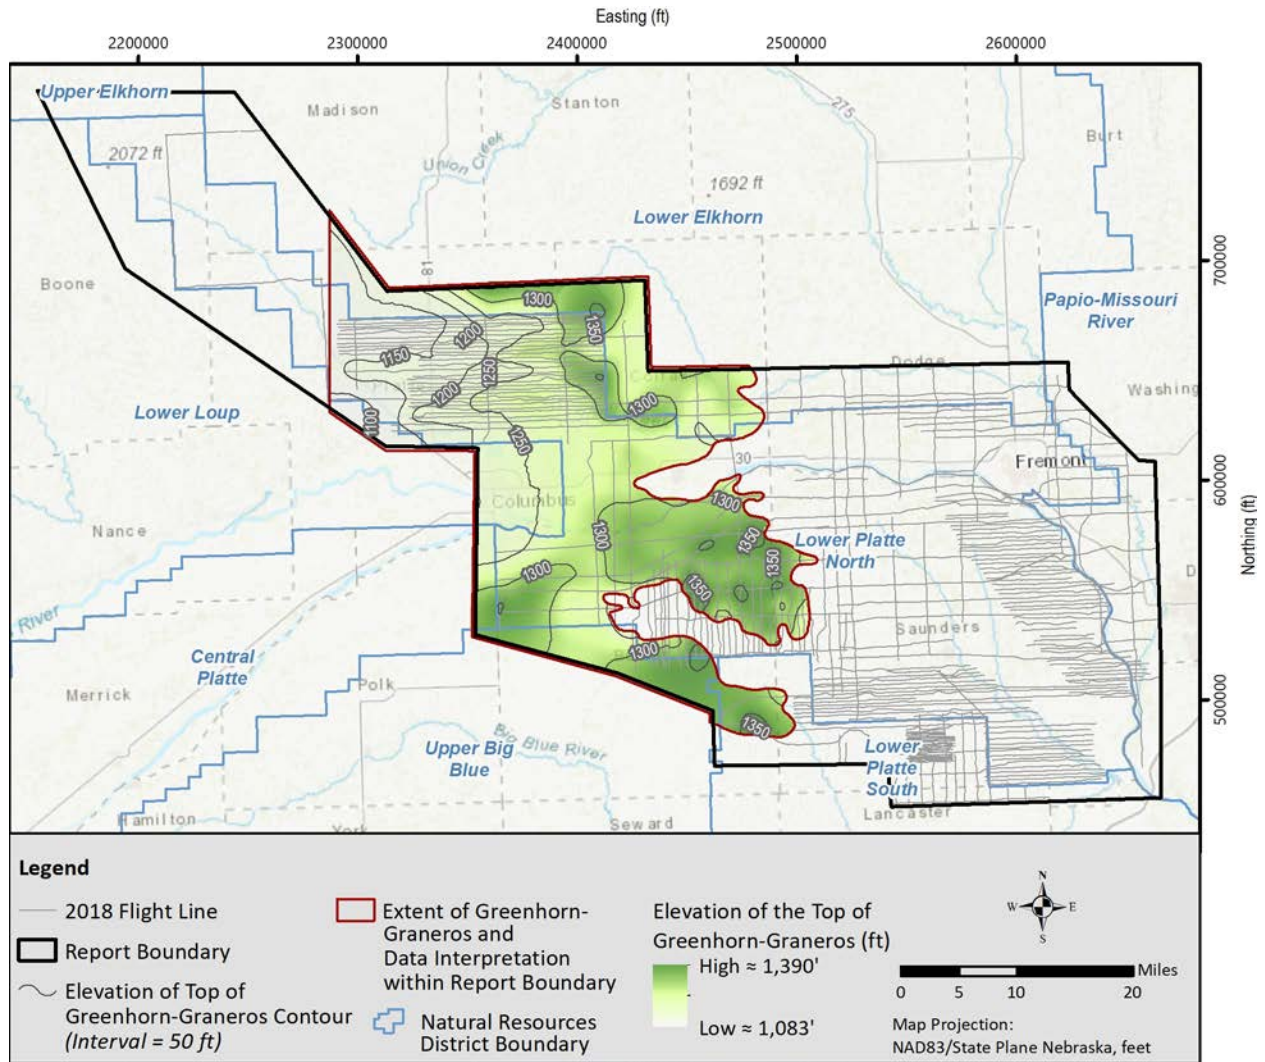 Easting (ft)
2200000
2300000
2400000
2500000
2600000
Upper Elkhorn
Madison
Stanton
275
Burt
2072 ft
Union Creek
1692 ft
Lower Elkhorn
81
700000
Boone
1300
1350
Papio-Missouri
River
1200
1150
1250
Dodge
Washing
Lower Loup
1200
1300
1100
1250
30
Fremont
600000
Columbus
1300
Nance
1300
1350
1350
Lower Platte
North
Northing (ft)
1300
1350
D
River
Saunders
Central
Platte
1300
Merrick
Polk
500000
1350
Upper Big
Blue
Big Blue River
Lower
Platte
South
Hamilton
York
Seward
Lancaster
Legend
2018 Flight Line
Report Boundary
Elevation of Top of
Greenhorn-Graneros Contour
(Interval = 50 ft)
Extent of Greenhorn-
Graneros and
Data Interpretation
within Report Boundary
Natural Resources
District Boundary
Elevation of the Top of
Greenhorn-Graneros (ft)
High ≈ 1,390'
Low ≈ 1,083'
N
W E
S
Miles
0 5 10 20
Map Projection:
NAD83/State Plane Nebraska, feet